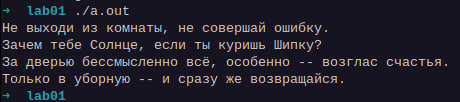 ➜ lab01 ./a.out
Не выходи из комнаты, не совершай ошибку.
Зачем тебе Солнце, если ты куришь Шипку?
За дверью бессмысленно всё, особенно -- возглас счастья.
Только в уборную -- и сразу же возвращайся.
➜ lab01